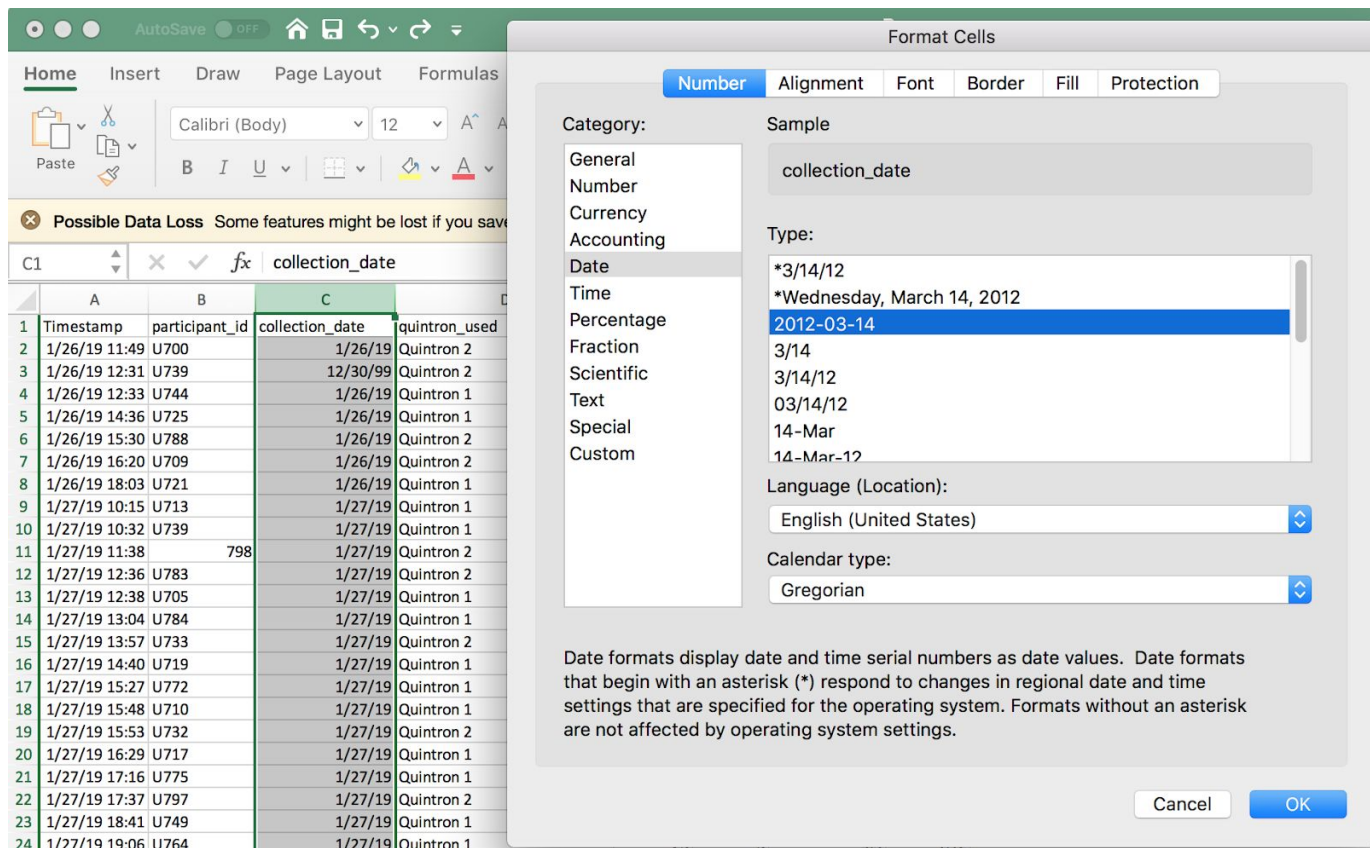 AutoSave OFF
Home Insert Draw Page Layout Formulas
Paste
Calibri (Body) 12 A^ A
B I U A
Possible Data Loss Some features might be lost if you save
C1 fx collection_date
A B C D
1 Timestamp participant_id collection_date quintron_used
2 1/26/19 11:49 U700 1/26/19 Quintron 2
3 1/26/19 12:31 U739 12/30/99 Quintron 2
4 1/26/19 12:33 U744 1/26/19 Quintron 1
5 1/26/19 14:36 U725 1/26/19 Quintron 1
6 1/26/19 15:30 U788 1/26/19 Quintron 2
7 1/26/19 16:20 U709 1/26/19 Quintron 2
8 1/26/19 18:03 U721 1/26/19 Quintron 1
9 1/27/19 10:15 U713 1/27/19 Quintron 1
10 1/27/19 10:32 U739 1/27/19 Quintron 1
11 1/27/19 11:38 798 1/27/19 Quintron 2
12 1/27/19 12:36 U783 1/27/19 Quintron 2
13 1/27/19 12:38 U705 1/27/19 Quintron 1
14 1/27/19 13:04 U784 1/27/19 Quintron 1
15 1/27/19 13:57 U733 1/27/19 Quintron 2
16 1/27/19 14:40 U719 1/27/19 Quintron 1
17 1/27/19 15:27 U772 1/27/19 Quintron 1
18 1/27/19 15:48 U710 1/27/19 Quintron 1
19 1/27/19 15:53 U732 1/27/19 Quintron 2
20 1/27/19 16:29 U717 1/27/19 Quintron 1
21 1/27/19 17:16 U775 1/27/19 Quintron 1
22 1/27/19 17:37 U797 1/27/19 Quintron 2
23 1/27/19 18:41 U749 1/27/19 Quintron 1
24 1/27/19 19:06 U764 1/27/19 Quintron 1
Format Cells
Number Alignment Font Border Fill Protection
Category:
General
Number
Currency
Accounting
Date
Time
Percentage
Fraction
Scientific
Text
Special
Custom
Sample
collection_date
Type:
*3/14/12
*Wednesday, March 14, 2012
2012-03-14
3/14
3/14/12
03/14/12
14-Mar
14-Mar-12
Language (Location):
English (United States)
Calendar type:
Gregorian
Date formats display date and time serial numbers as date values. Date formats
that begin with an asterisk (*) respond to changes in regional date and time
settings that are specified for the operating system. Formats without an asterisk
are not affected by operating system settings.
Cancel OK